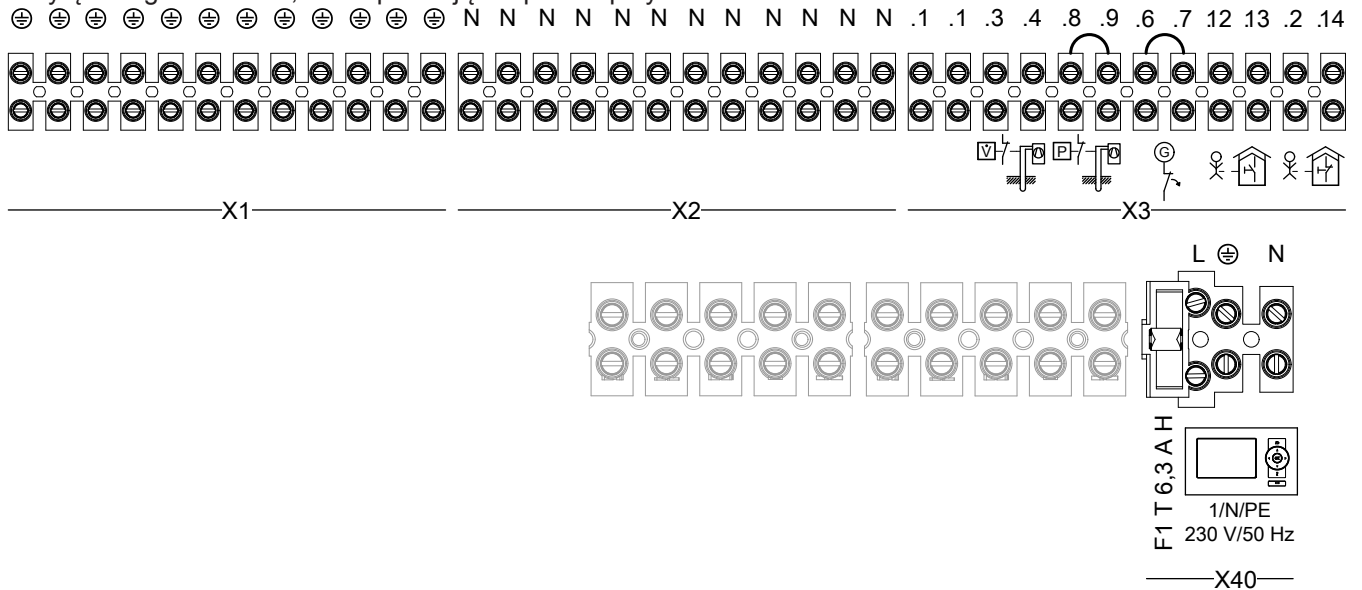 ⏚ ⏚ ⏚ ⏚ ⏚ ⏚ ⏚ ⏚ ⏚ ⏚ ⏚ ⏚ N N N N N N N N N N N N .1 .1 .3 .4 .8 .9 .6 .7 .12 .13 .2 .14
V̇ P G
X1 X2 X3
L ⏚ N
F1 T 6,3 A H
1/N/PE
230 V/50 Hz
X40